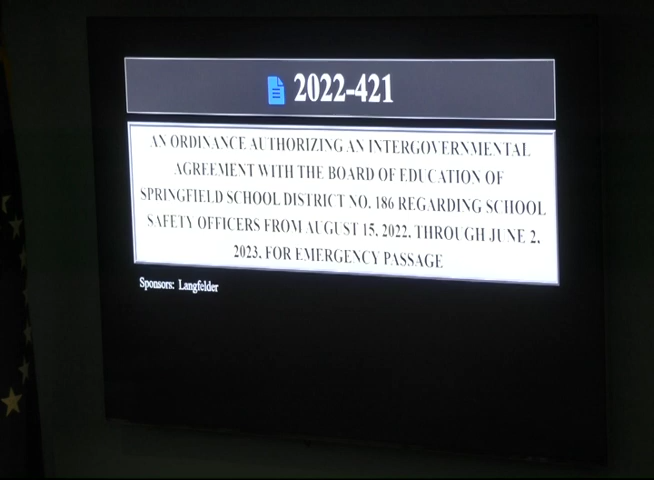 2022-421
AN ORDINANCE AUTHORIZING AN INTERGOVERNMENTAL
AGREEMENT WITH THE BOARD OF EDUCATION OF
SPRINGFIELD SCHOOL DISTRICT NO. 186 REGARDING SCHOOL
SAFETY OFFICERS FROM AUGUST 15, 2022, THROUGH JUNE 2,
2023, FOR EMERGENCY PASSAGE
Sponsors: Langfelder